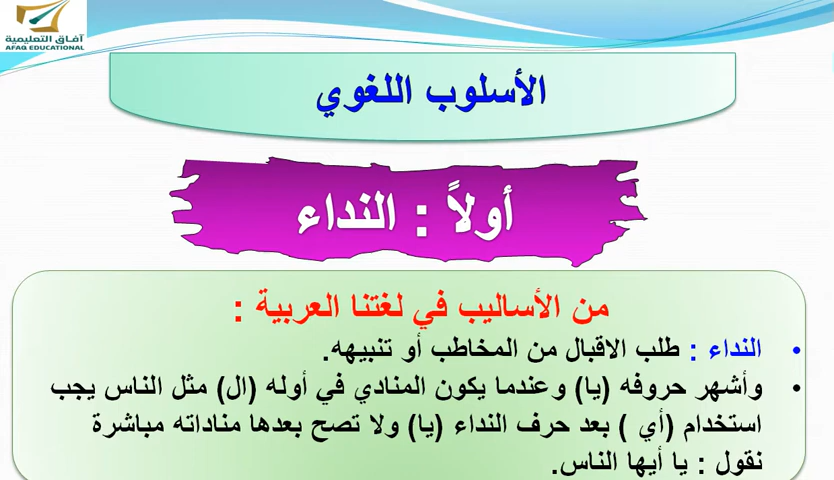 آفاق التعليمية
AFAQ EDUCATIONAL
الأسلوب اللغوي
أولاً : النداء
من الأساليب في لغتنا العربية :
• النداء : طلب الاقبال من المخاطب أو تنبيهه.
• وأشهر حروفه (يا) وعندما يكون المنادي في أوله (ال) مثل الناس يجب
استخدام (أي ) بعد حرف النداء (يا) ولا تصح بعدها مناداته مباشرة
نقول : يا أيها الناس.